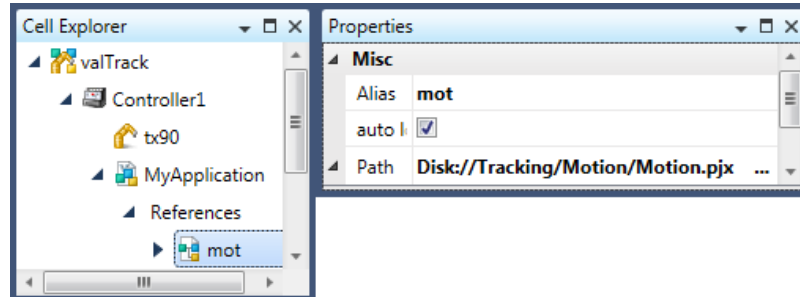 Cell Explorer
valTrack
Controller1
tx90
MyApplication
References
mot
Properties
Misc
Alias mot
auto l
Path Disk://Tracking/Motion/Motion.pjx ...